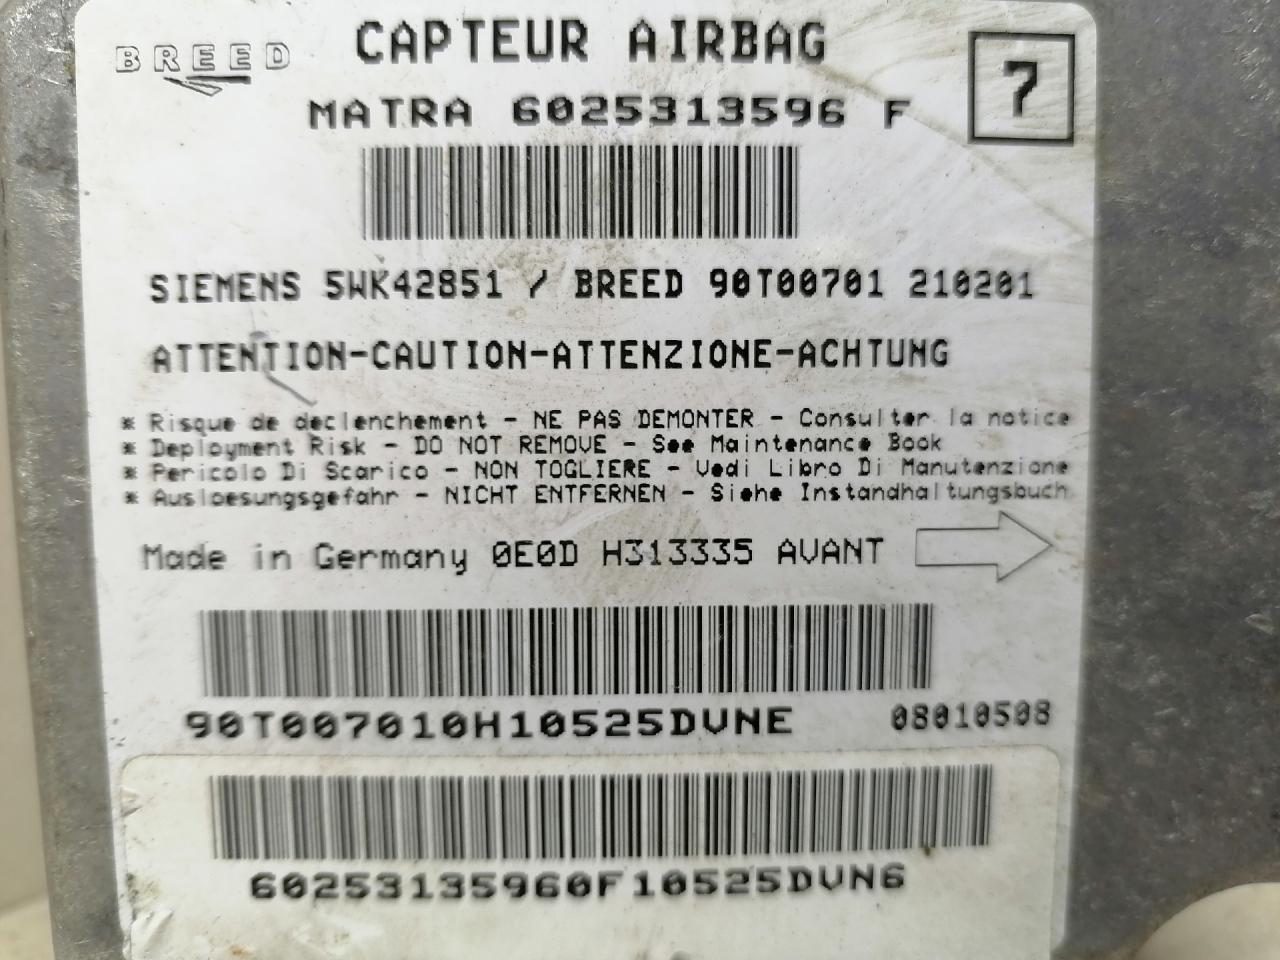 BREED
CAPTEUR AIRBAG
7
MATRA 6025313596 F
SIEMENS 5WK42851 / BREED 90T00701 210201
ATTENTION-CAUTION-ATTENZIONE-ACHTUNG
* Risque de declenchement - NE PAS DEMONTER - Consulter la notice
* Deployment Risk - DO NOT REMOVE - See Maintenance Book
* Pericolo Di Scarico - NON TOGLIERE - Vedi Libro Di Manutenzione
* Ausloesungsgefahr - NICHT ENTFERNEN - Siehe Instandhaltungsbuch
Made in Germany 0E0D H313335 AVANT
90T007010H10525DVNE 08010508
60253135960F10525DVN6